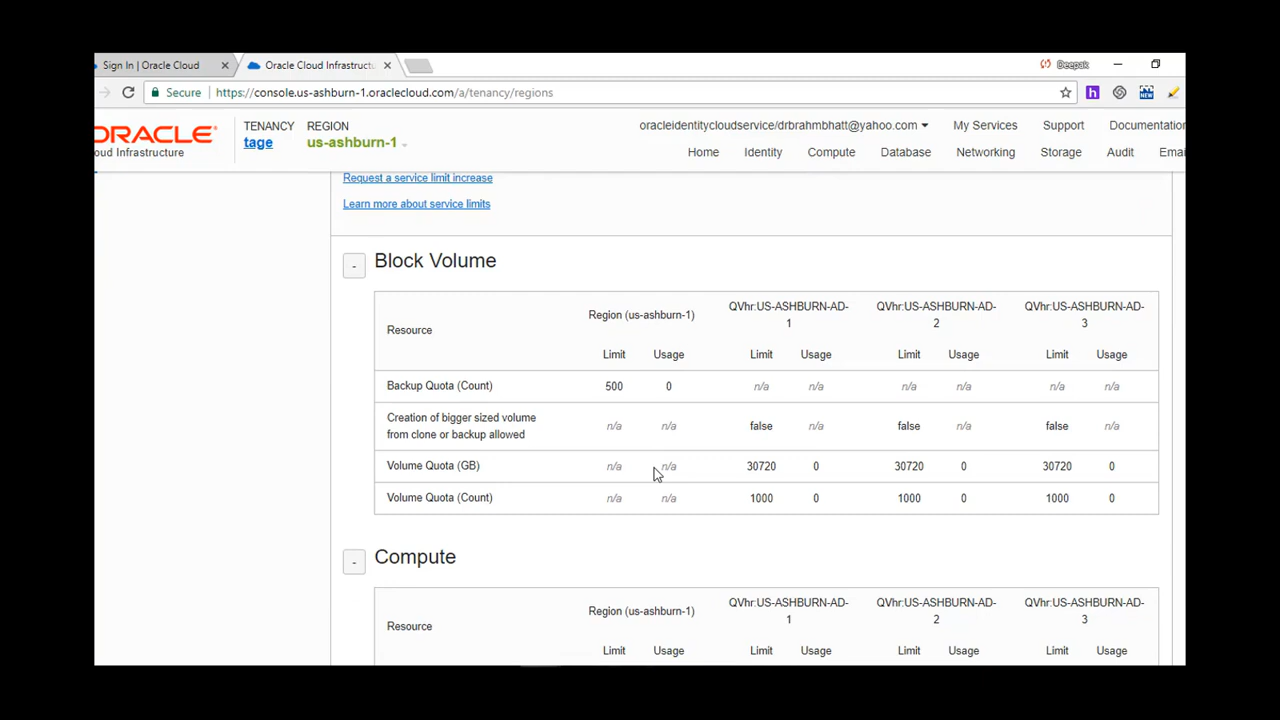 Sign In | Oracle Cloud
Oracle Cloud Infrastructu
Deepak
Secure
https://console.us-ashburn-1.oraclecloud.com/a/tenancy/regions
NEW
ORACLE®
oud Infrastructure
TENANCY
tage
REGION
us-ashburn-1
oracleidentitycloudservice/drbrahmbhatt@yahoo.com
My Services
Support
Documentation
Home
Identity
Compute
Database
Networking
Storage
Audit
Emai
Request a service limit increase
Learn more about service limits
- Block Volume
Resource Region (us-ashburn-1) QVhr:US-ASHBURN-AD-1 QVhr:US-ASHBURN-AD-2 QVhr:US-ASHBURN-AD-3
Limit Usage Limit Usage Limit Usage Limit Usage
Backup Quota (Count) 500 0 n/a n/a n/a n/a n/a n/a
Creation of bigger sized volume
from clone or backup allowed n/a n/a false n/a false n/a false n/a
Volume Quota (GB) n/a n/a 30720 0 30720 0 30720 0
Volume Quota (Count) n/a n/a 1000 0 1000 0 1000 0
- Compute
Resource Region (us-ashburn-1) QVhr:US-ASHBURN-AD-1 QVhr:US-ASHBURN-AD-2 QVhr:US-ASHBURN-AD-3
Limit Usage Limit Usage Limit Usage Limit Usage